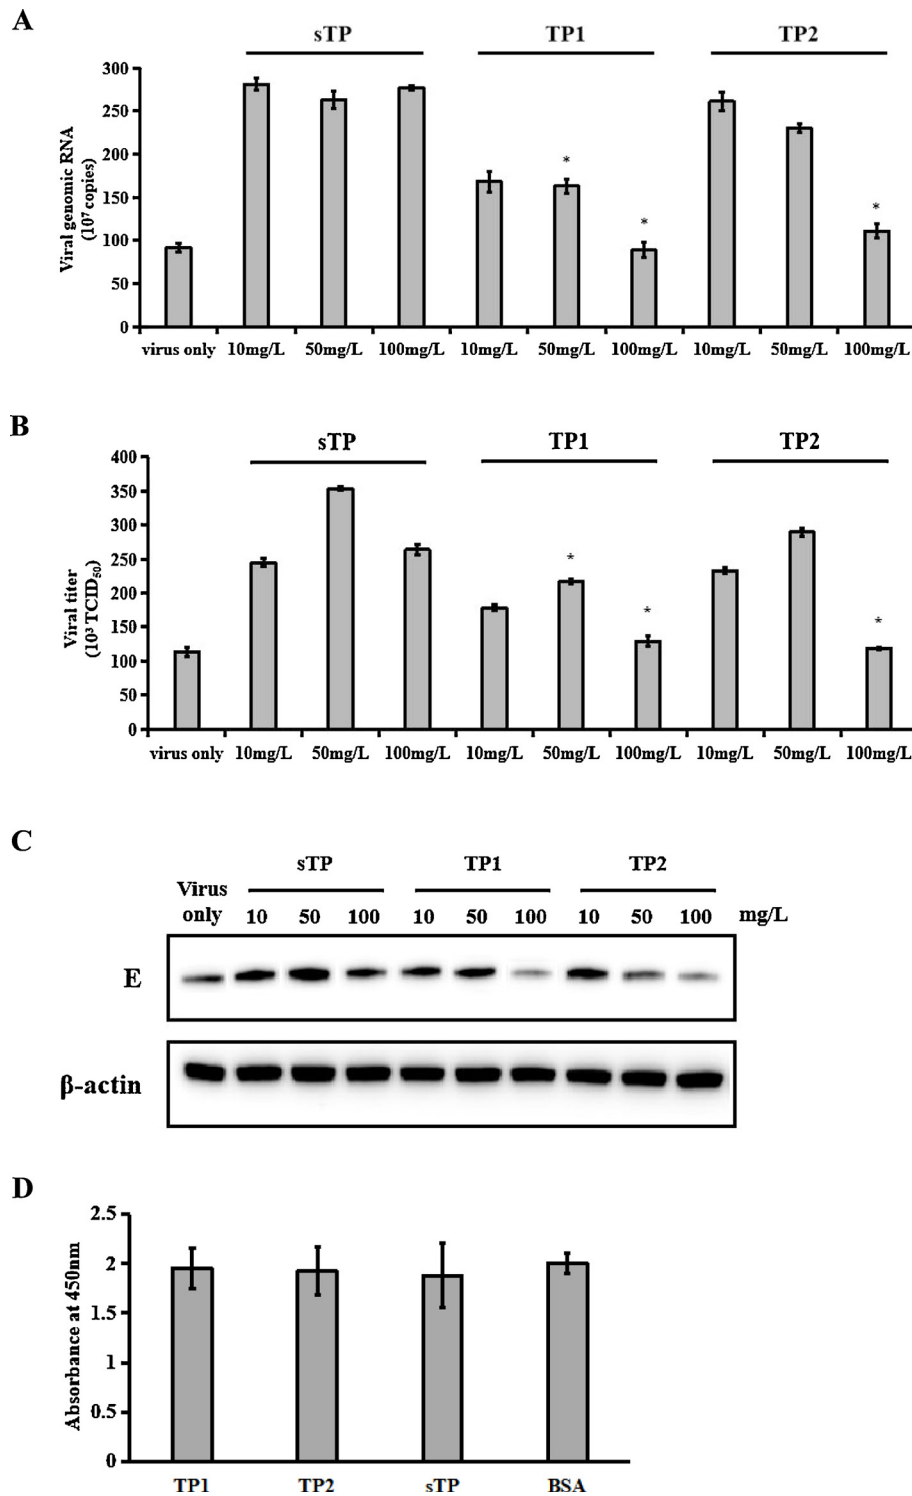 A
sTP TP1 TP2
Viral genomic RNA
(10⁷ copies)
300
250
200
150
100
50
0
* * *
virus only 10mg/L 50mg/L 100mg/L 10mg/L 50mg/L 100mg/L 10mg/L 50mg/L 100mg/L
B
sTP TP1 TP2
Viral titer
(10³ TCID₅₀)
400
350
300
250
200
150
100
50
0
* * *
virus only 10mg/L 50mg/L 100mg/L 10mg/L 50mg/L 100mg/L 10mg/L 50mg/L 100mg/L
C
sTP TP1 TP2
Virus
only 10 50 100 10 50 100 10 50 100 mg/L
E
β-actin
D
Absorbance at 450nm
2.5
2
1.5
1
0.5
0
TP1 TP2 sTP BSA